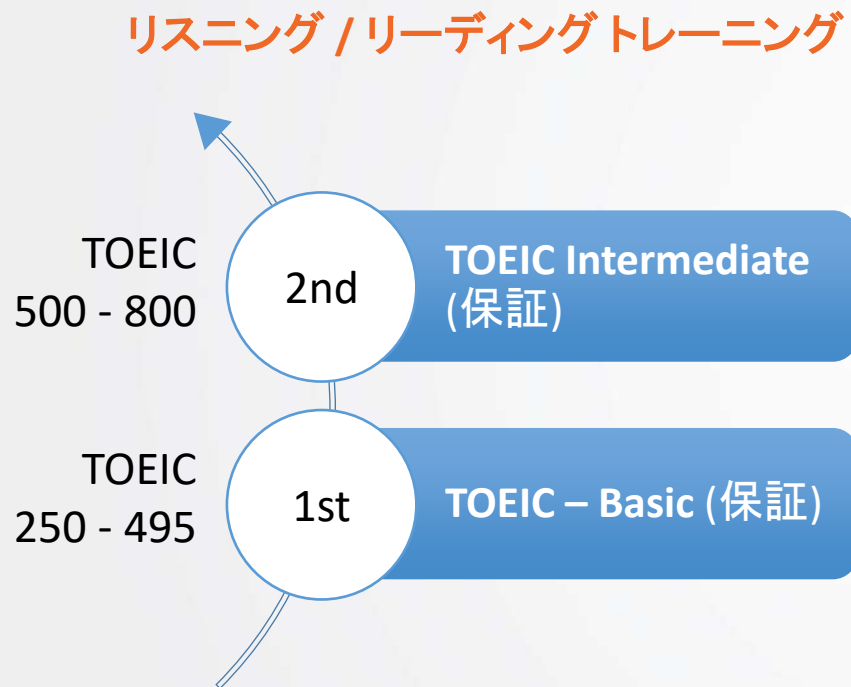 リスニング / リーディング トレーニング
TOEIC
500 - 800
2nd
TOEIC Intermediate
(保証)
TOEIC
250 - 495
1st
TOEIC – Basic (保証)